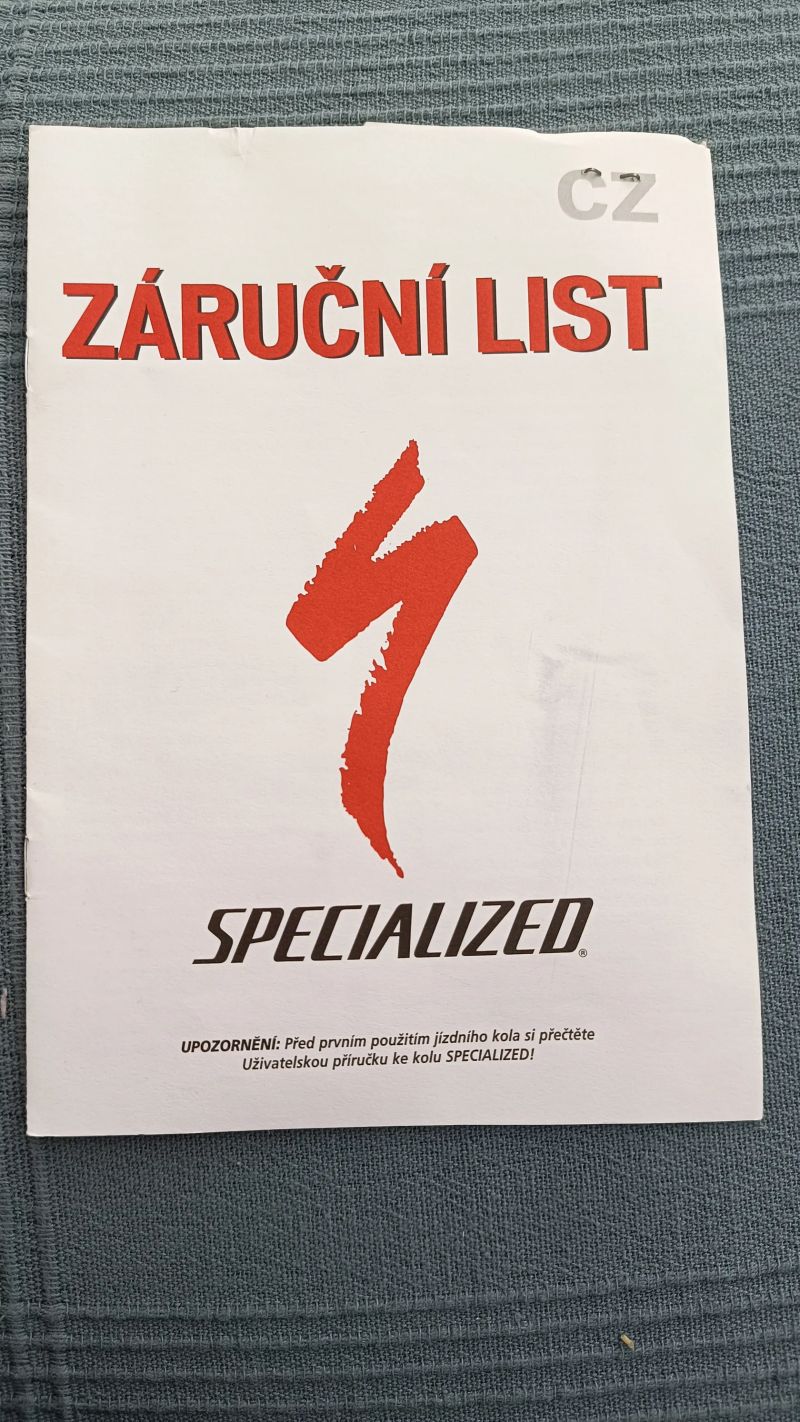 CZ
ZÁRUČNÍ LIST
SPECIALIZED®
UPOZORNĚNÍ: Před prvním použitím jízdního kola si přečtěte
Uživatelskou příručku ke kolu SPECIALIZED!